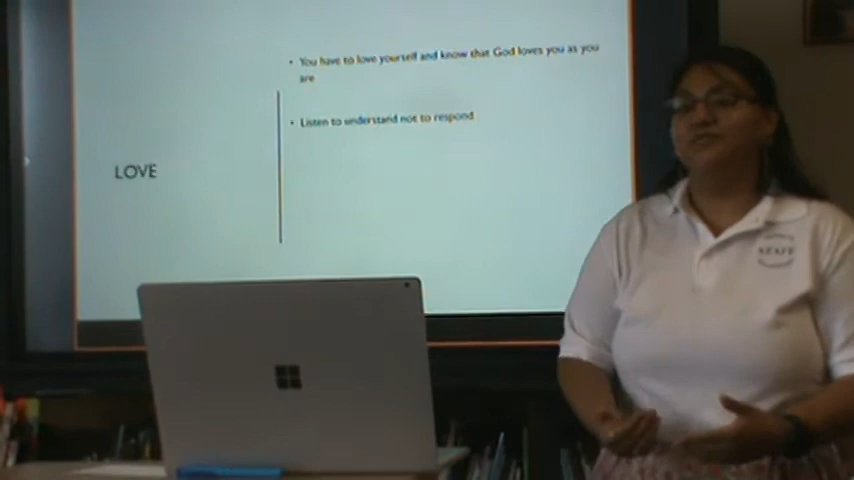 • You have to love yourself and know that God loves you as you
are
• Listen to understand not to respond
LOVE
STAFF